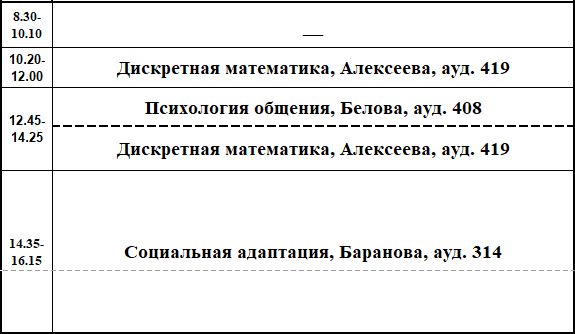 8.30-
10.10
—
10.20-
12.00
Дискретная математика, Алексеева, ауд. 419
12.45-
14.25
Психология общения, Белова, ауд. 408
Дискретная математика, Алексеева, ауд. 419
14.35-
16.15
Социальная адаптация, Баранова, ауд. 314